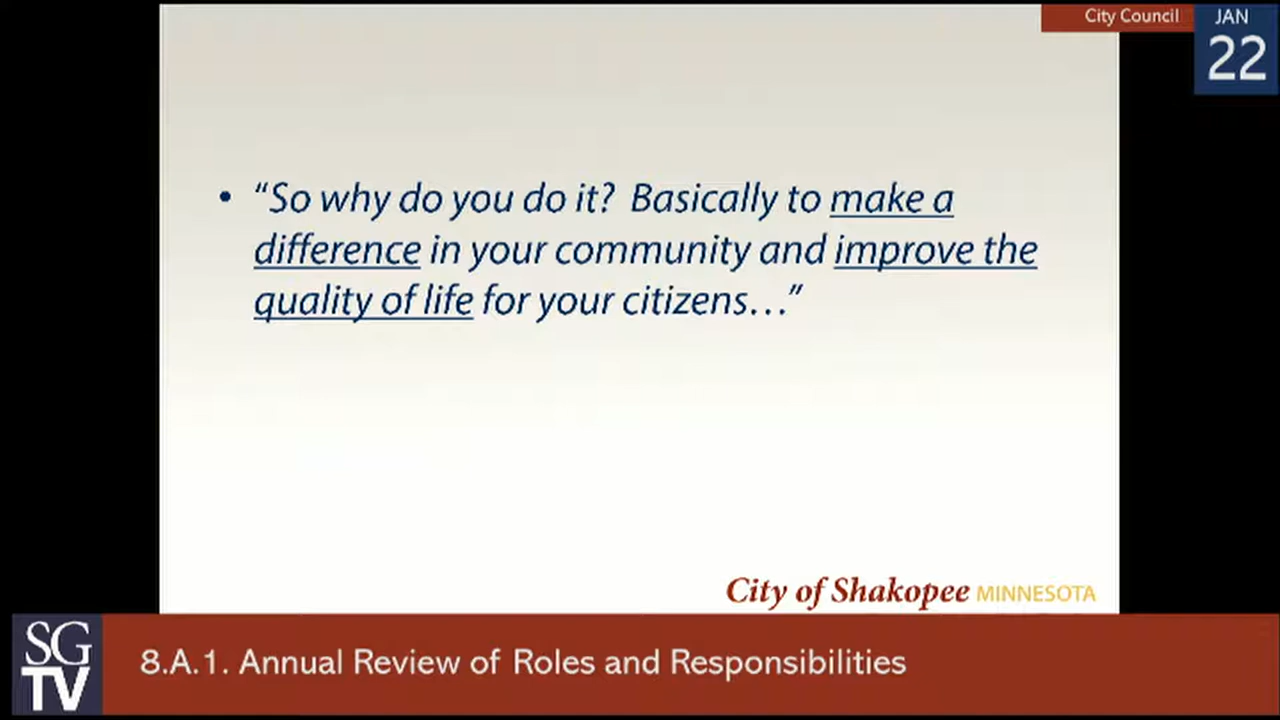 City Council
JAN
22
• “So why do you do it?  Basically to make a
difference in your community and improve the
quality of life for your citizens…”
City of Shakopee MINNESOTA
SG
TV
8.A.1. Annual Review of Roles and Responsibilities